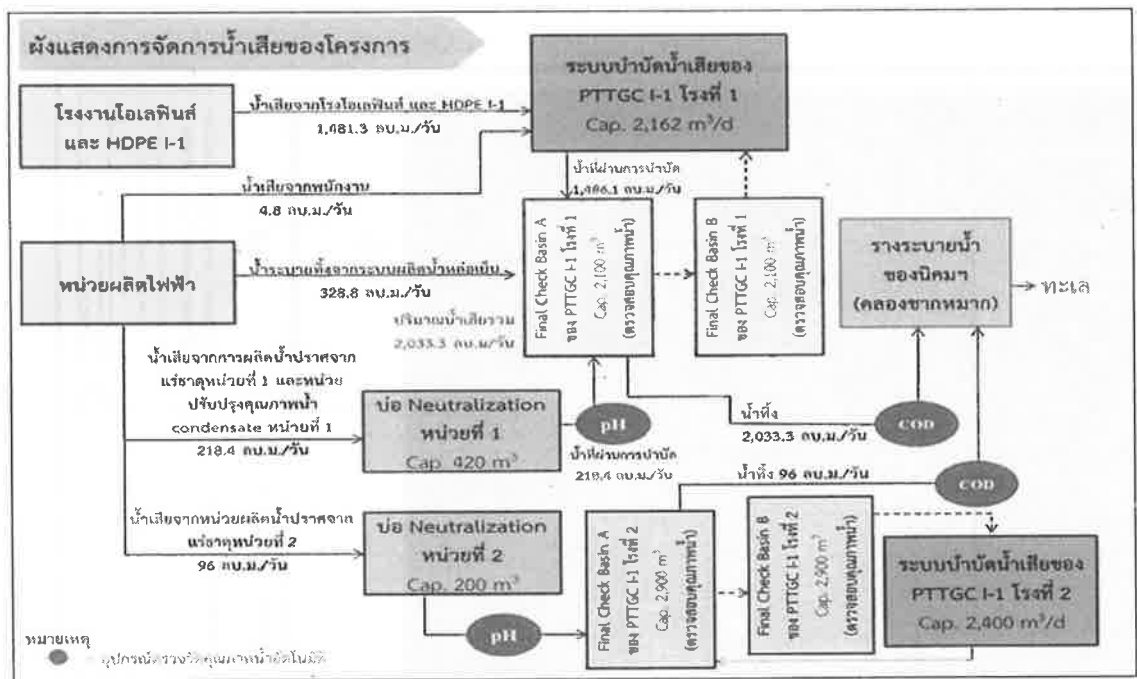 ผังแสดงการจัดการน้ำเสียของโครงการ
โรงงานโอเลฟินส์
และ HDPE I-1
น้ำเสียจากโรงโอเลฟินส์ และ HDPE I-1
1,481.3 ลบ.ม./วัน
ระบบบำบัดน้ำเสียของ
PTTGC I-1 โรงที่ 1
Cap. 2,162 m³/d
น้ำเสียจากพนักงาน
4.8 ลบ.ม./วัน
น้ำที่ผ่านการบำบัด
1,486.1 ลบ.ม./วัน
หน่วยผลิตไฟฟ้า
น้ำระบายทิ้งจากระบบผลิตน้ำหล่อเย็น
328.8 ลบ.ม./วัน
ปริมาณน้ำเสียรวม
2,033.3 ลบ.ม/วัน
Final Check Basin A
ของ PTTGC I-1 โรงที่ 1
Cap. 2,100 m³
(ตรวจสอบคุณภาพน้ำ)
Final Check Basin B
ของ PTTGC I-1 โรงที่ 1
Cap. 2,100 m³
(ตรวจสอบคุณภาพน้ำ)
รางระบายน้ำ
ของนิคมฯ
(คลองชากหมาก)
ทะเล
น้ำเสียจากการผลิตน้ำปราศจาก
แร่ธาตุหน่วยที่ 1 และหน่วย
ปรับปรุงคุณภาพน้ำ
condensate หน่วยที่ 1
218.4 ลบ.ม./วัน
บ่อ Neutralization
หน่วยที่ 1
Cap. 420 m³
pH
น้ำที่ผ่านการบำบัด
218.4 ลบ.ม./วัน
น้ำทิ้ง
2,033.3 ลบ.ม./วัน
COD
น้ำทิ้ง 96 ลบ.ม./วัน
COD
น้ำเสียจากหน่วยผลิตน้ำปราศจาก
แร่ธาตุหน่วยที่ 2
96 ลบ.ม./วัน
บ่อ Neutralization
หน่วยที่ 2
Cap. 200 m³
pH
Final Check Basin A
ของ PTTGC I-1 โรงที่ 2
Cap. 2,900 m³
(ตรวจสอบคุณภาพน้ำ)
Final Check Basin B
ของ PTTGC I-1 โรงที่ 2
Cap. 2,900 m³
(ตรวจสอบคุณภาพน้ำ)
ระบบบำบัดน้ำเสียของ
PTTGC I-1 โรงที่ 2
Cap. 2,400 m³/d
หมายเหตุ
อุปกรณ์ตรวจวัดคุณภาพน้ำอัตโนมัติ